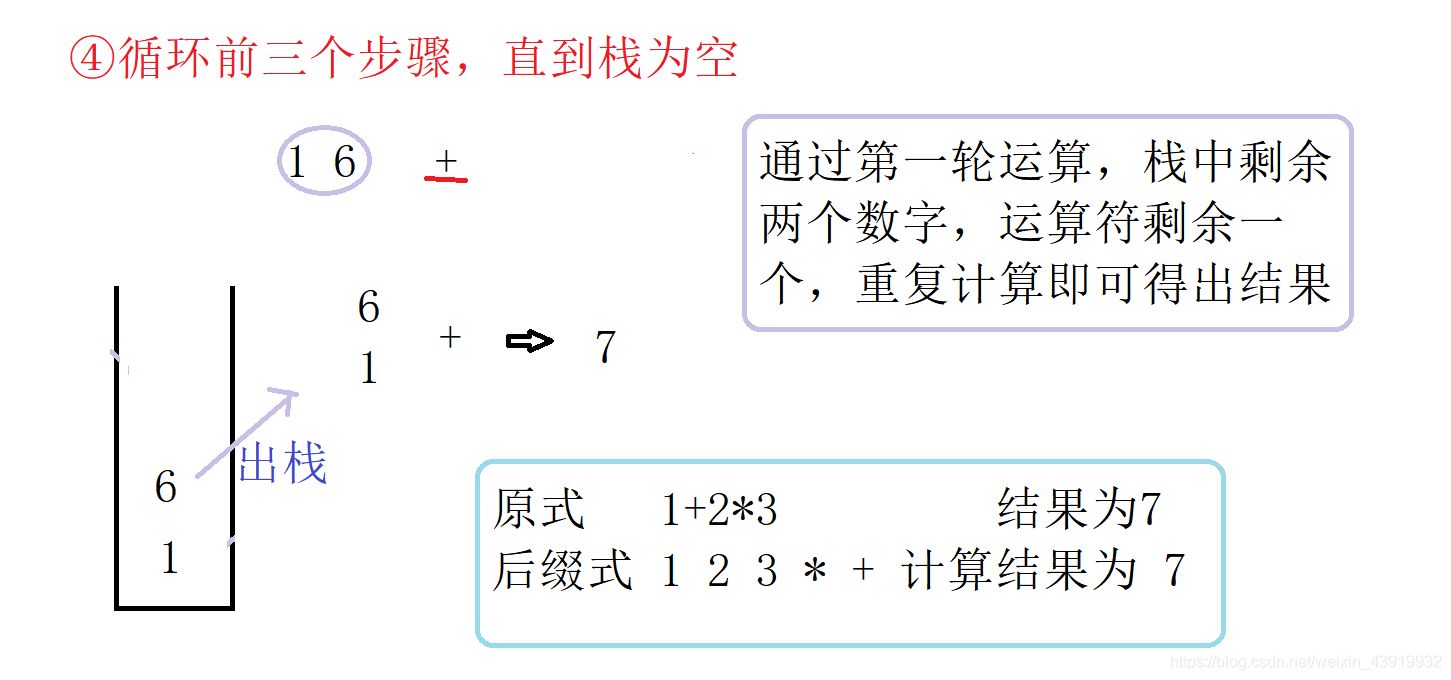 ④循环前三个步骤，直到栈为空
1 6 +
通过第一轮运算，栈中剩余
两个数字，运算符剩余一
个，重复计算即可得出结果
6
1
+
7
出栈
6
1
原式 1+2*3 结果为7
后缀式 1 2 3 * + 计算结果为 7
https://blog.csdn.net/weixin_43919932